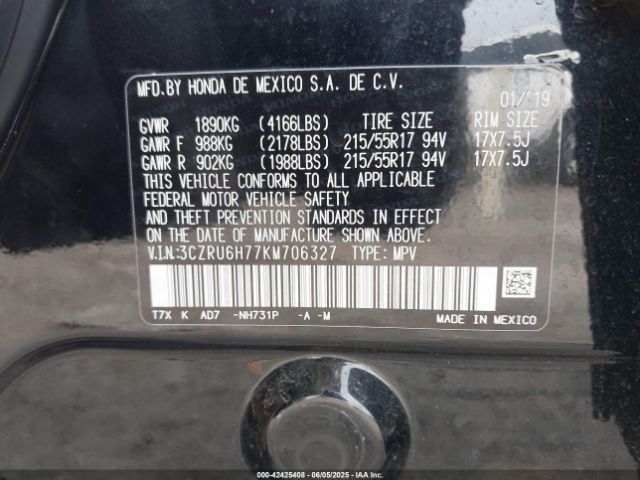 MFD.BY HONDA DE MEXICO S.A. DE C.V.
01/'19
GVWR 1890KG (4166LBS) TIRE SIZE RIM SIZE
GAWR F 988KG (2178LBS) 215/55R17 94V 17X7.5J
GAWR R 902KG (1988LBS) 215/55R17 94V 17X7.5J
THIS VEHICLE CONFORMS TO ALL APPLICABLE
FEDERAL MOTOR VEHICLE SAFETY
AND THEFT PREVENTION STANDARDS IN EFFECT
ON THE DATE OF MANUFACTURE SHOWN ABOVE.
V.I.N.:3CZRU6H77KM706327 TYPE: MPV
T7X K AD7 -NH731P -A -M MADE IN MEXICO
000-42425408 - 06/05/2025 - IAAI.com